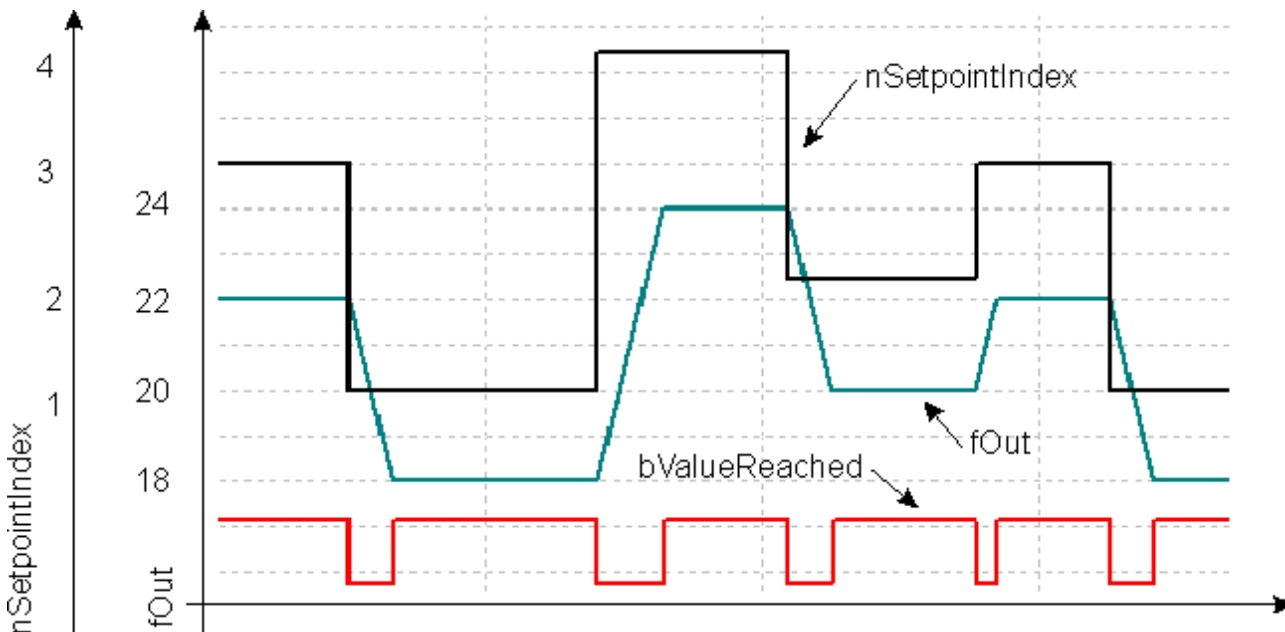 4
3
2
1
nSetpointIndex
24
22
20
18
fOut
nSetpointIndex
fOut
bValueReached